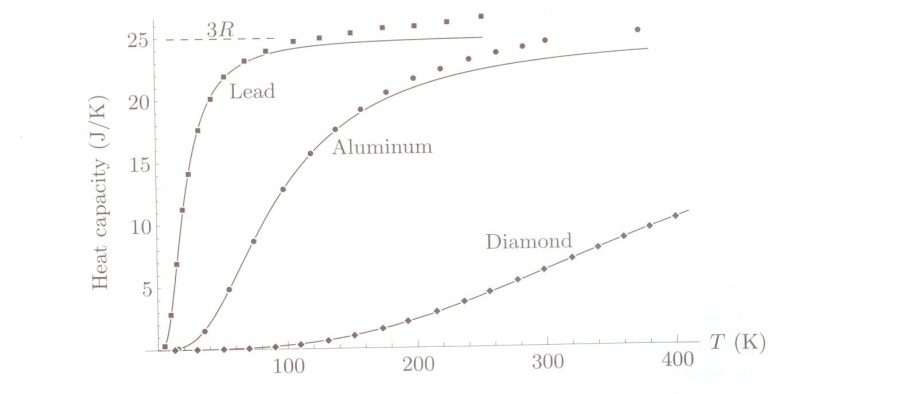 Heat capacity (J/K)
25
20
15
10
5
3R
Lead
Aluminum
Diamond
100
200
300
400
T (K)